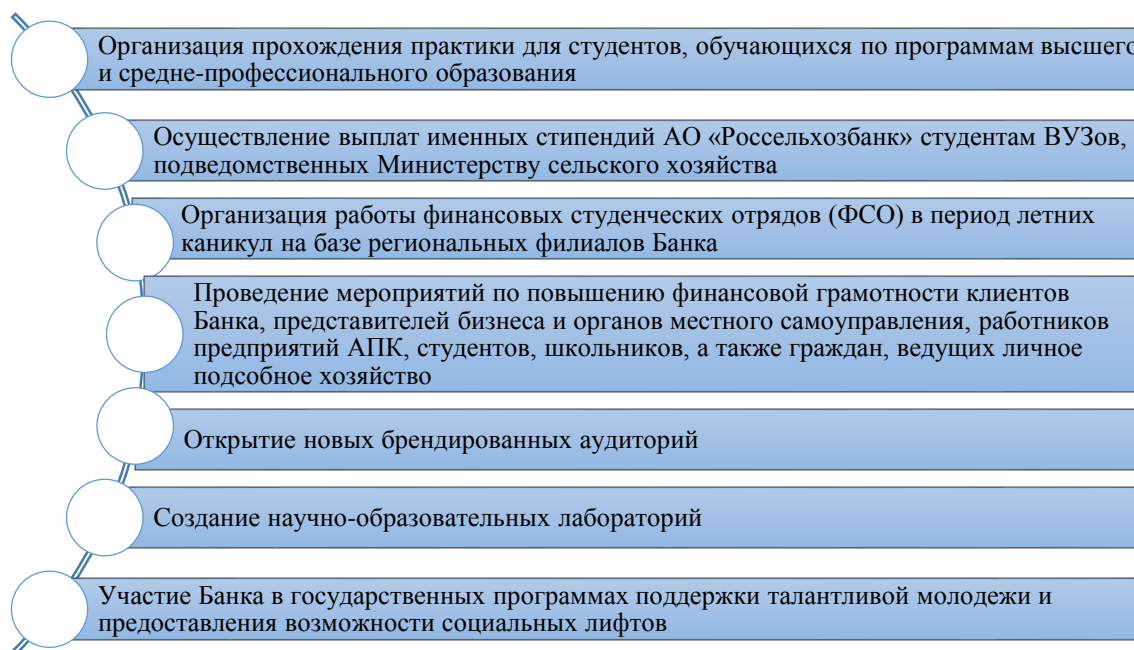 Организация прохождения практики для студентов, обучающихся по программам высшего
и средне-профессионального образования
Осуществление выплат именных стипендий АО «Россельхозбанк» студентам ВУЗов,
подведомственных Министерству сельского хозяйства
Организация работы финансовых студенческих отрядов (ФСО) в период летних
каникул на базе региональных филиалов Банка
Проведение мероприятий по повышению финансовой грамотности клиентов
Банка, представителей бизнеса и органов местного самоуправления, работников
предприятий АПК, студентов, школьников, а также граждан, ведущих личное
подсобное хозяйство
Открытие новых брендированных аудиторий
Создание научно-образовательных лабораторий
Участие Банка в государственных программах поддержки талантливой молодежи и
предоставления возможности социальных лифтов